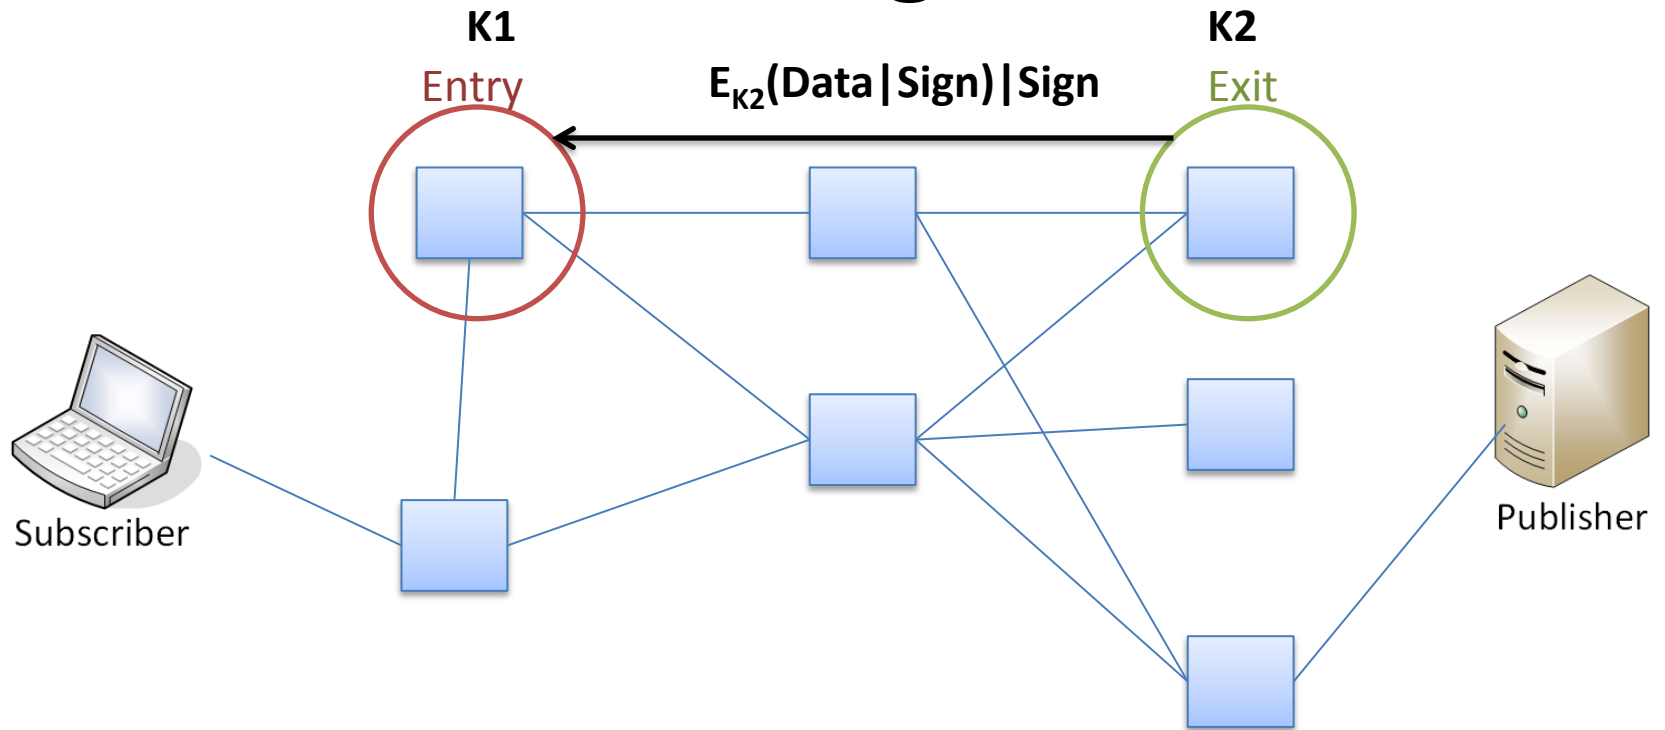 K1
K2
Entry
E_K2(Data|Sign)|Sign
Exit
Subscriber
Publisher